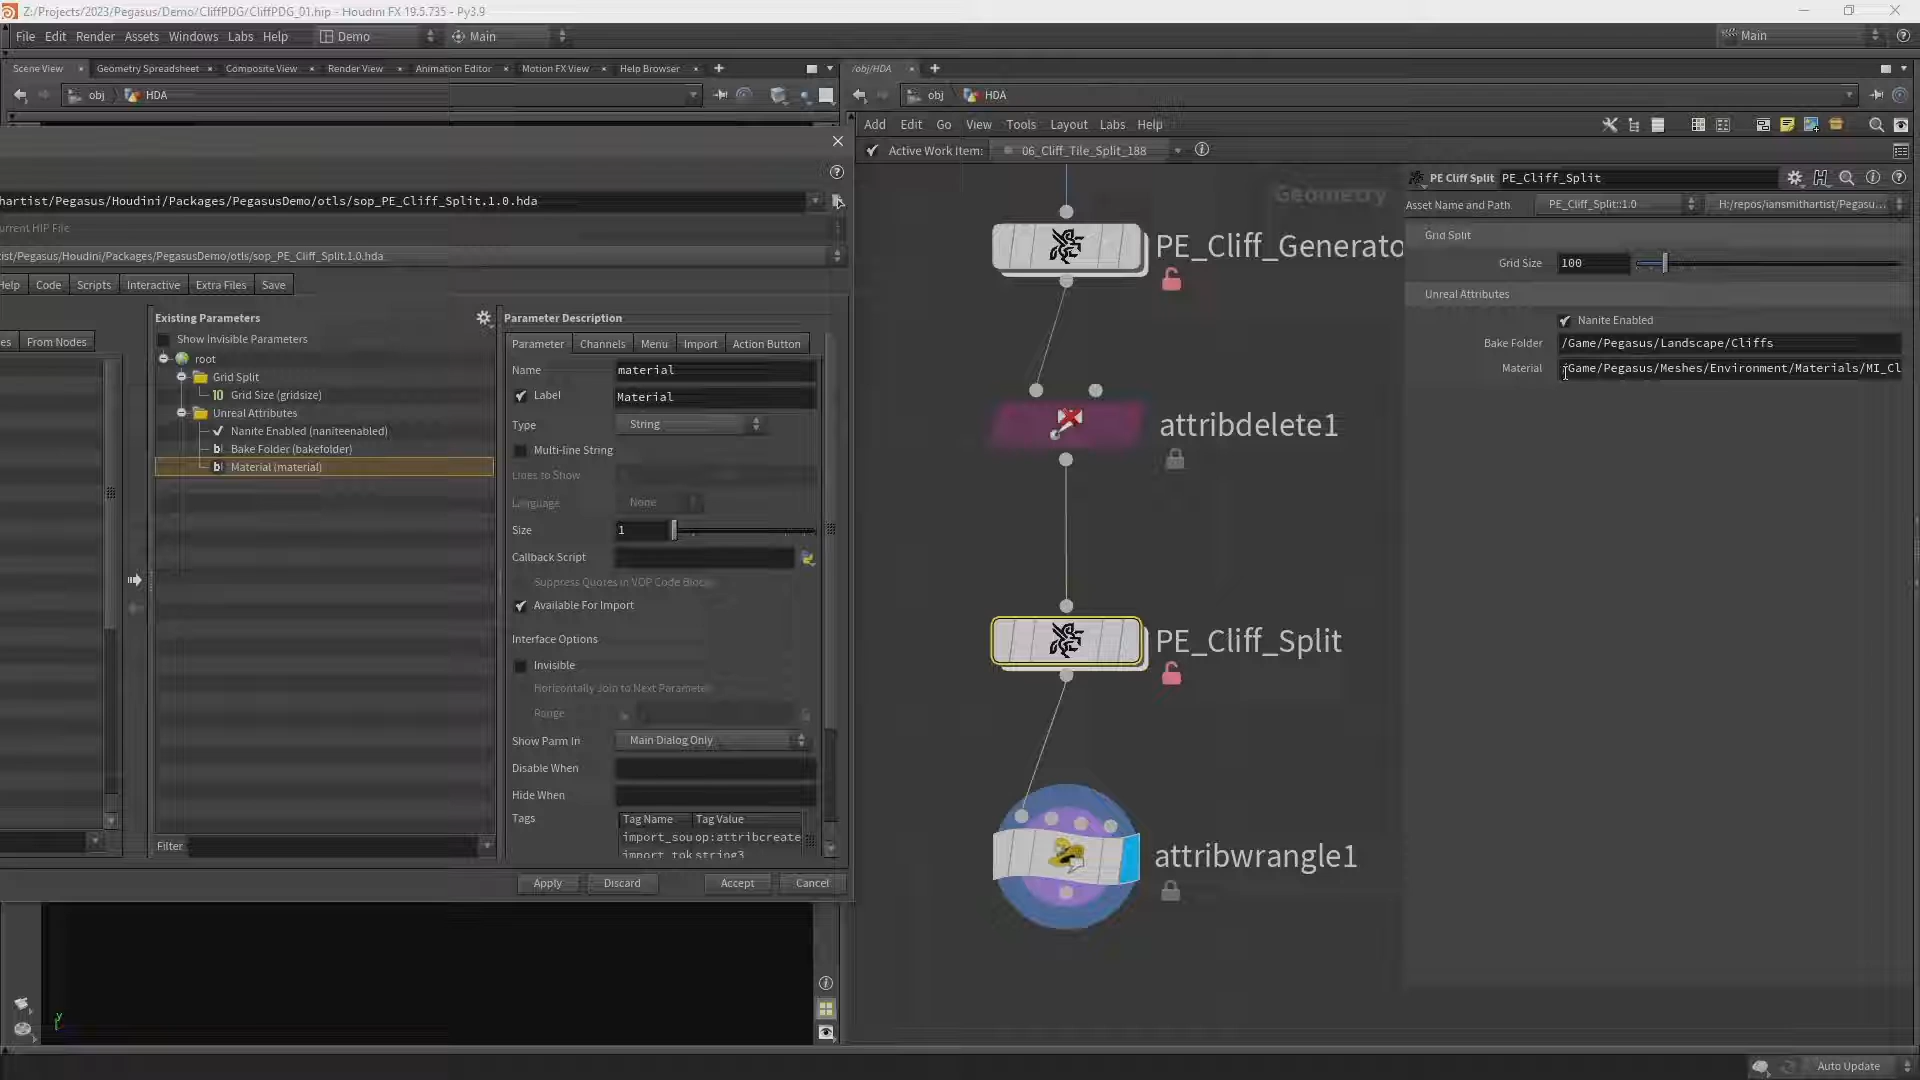 Z:/Projects/2023/Pegasus/Demo/CliffPDG/CliffPDG_01.hip - Houdini FX 19.5.735 - Py3.9
File Edit Render Assets Windows Labs Help Demo Main Main
Scene View Geometry Spreadsheet Composite View Render View Animation Editor Motion FX View Help Browser
/obj/HDA
obj HDA
obj HDA
Add Edit Go View Tools Layout Labs Help
Active Work Item: 06_Cliff_Tile_Split_188
hartist/Pegasus/Houdini/Packages/PegasusDemo/otls/sop_PE_Cliff_Split.1.0.hda
urrent HIP File
ist/Pegasus/Houdini/Packages/PegasusDemo/otls/sop_PE_Cliff_Split.1.0.hda
Help Code Scripts Interactive Extra Files Save
es From Nodes
Existing Parameters
Show Invisible Parameters
root
Grid Split
Grid Size (gridsize)
Unreal Attributes
Nanite Enabled (naniteenabled)
Bake Folder (bakefolder)
Material (material)
Filter
Parameter Description
Parameter Channels Menu Import Action Button
Name material
Label Material
Type String
Multi-line String
Lines to Show
Language None
Size 1
Callback Script
Suppress Quotes in VOP Code Block
Available For Import
Interface Options
Invisible
Horizontally Join to Next Parameter
Range
Show Parm In Main Dialog Only
Disable When
Hide When
Tags Tag Name Tag Value
import_sou op:attribcreate
import_tok string3
Apply Discard Accept Cancel
Geometry
PE_Cliff_Generato
attribdelete1
PE_Cliff_Split
attribwrangle1
PE Cliff Split PE_Cliff_Split
Asset Name and Path PE_Cliff_Split::1.0 H:/repos/iansmithartist/Pegasu...
Grid Split
Grid Size 100
Unreal Attributes
Nanite Enabled
Bake Folder /Game/Pegasus/Landscape/Cliffs
Material /Game/Pegasus/Meshes/Environment/Materials/MI_Cl
y
Auto Update